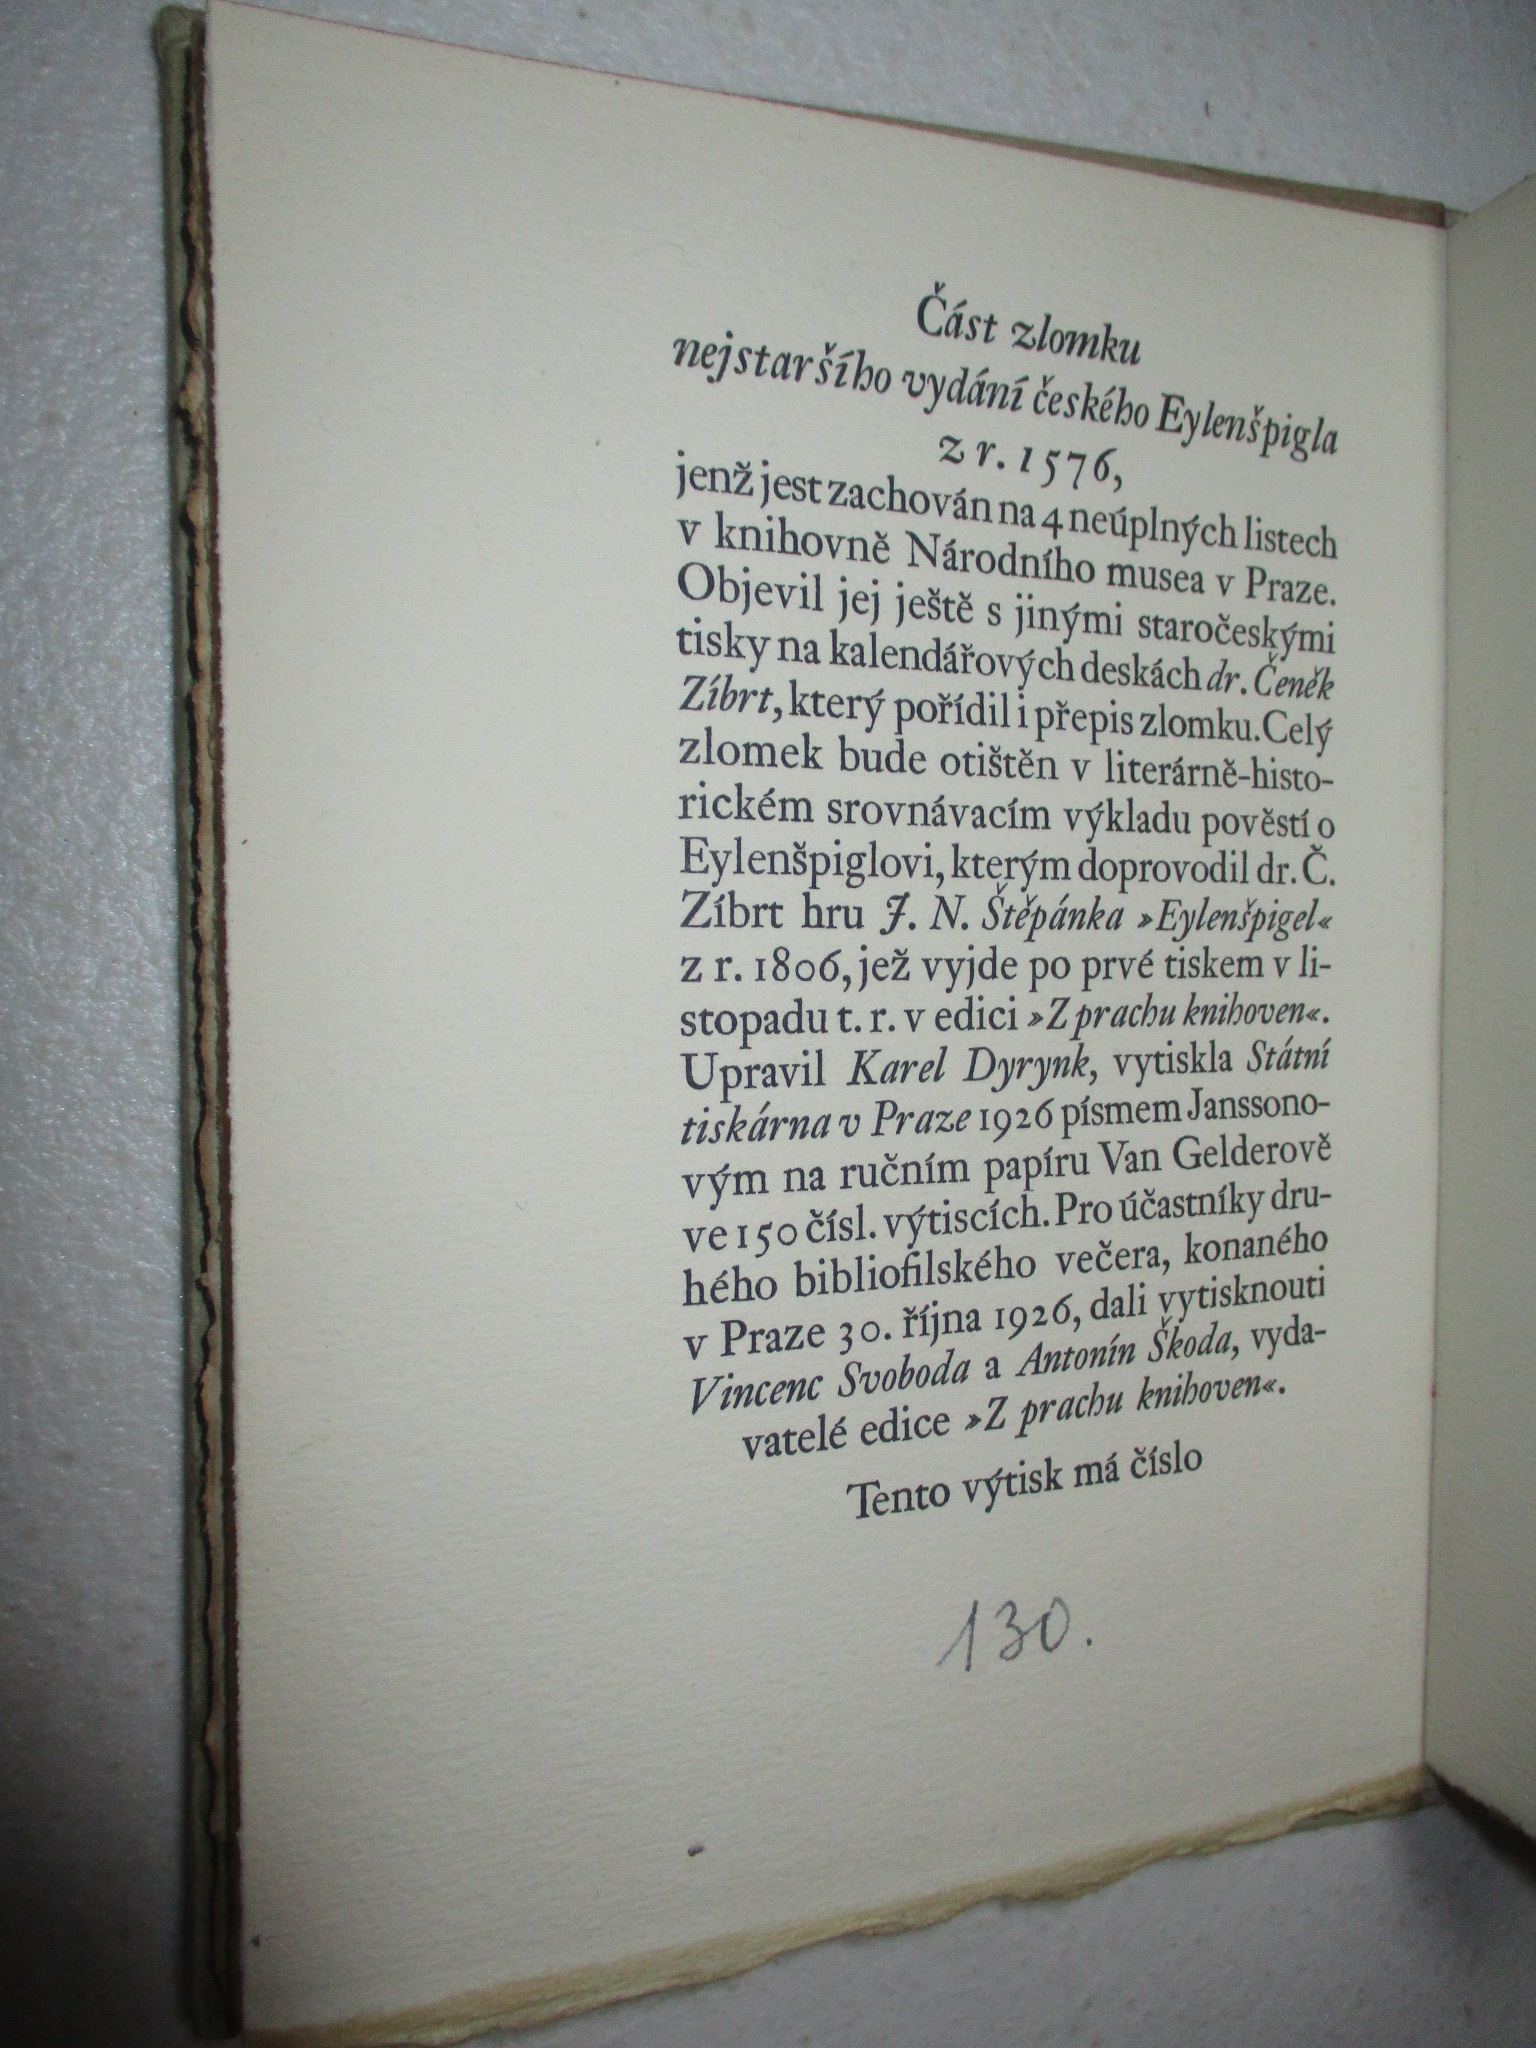 Část zlomku
nejstaršího vydání českého Eylenšpigla
z r. 1576,
jenž jest zachován na 4 neúplných listech
v knihovně Národního musea v Praze.
Objevil jej ještě s jinými staročeskými
tisky na kalendářových deskách dr. Čeněk
Zíbrt, který pořídil i přepis zlomku. Celý
zlomek bude otištěn v literárně-histo-
rickém srovnávacím výkladu pověstí o
Eylenšpiglovi, kterým doprovodil dr. Č.
Zíbrt hru J. N. Štěpánka »Eylenšpigel«
z r. 1806, jež vyjde po prvé tiskem v li-
stopadu t. r. v edici »Z prachu knihoven«.
Upravil Karel Dyrynk, vytiskla Státní
tiskárna v Praze 1926 písmem Janssono-
vým na ručním papíru Van Gelderově
ve 150 čísl. výtiscích. Pro účastníky dru-
hého bibliofilského večera, konaného
v Praze 30. října 1926, dali vytisknouti
Vincenc Svoboda a Antonín Škoda, vyda-
vatelé edice »Z prachu knihoven«.
Tento výtisk má číslo
130.